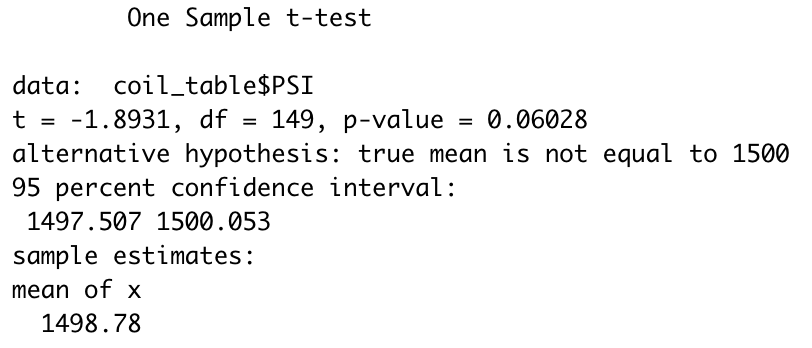 One Sample t-test
data:  coil_table$PSI
t = -1.8931, df = 149, p-value = 0.06028
alternative hypothesis: true mean is not equal to 1500
95 percent confidence interval:
1497.507 1500.053
sample estimates:
mean of x
1498.78